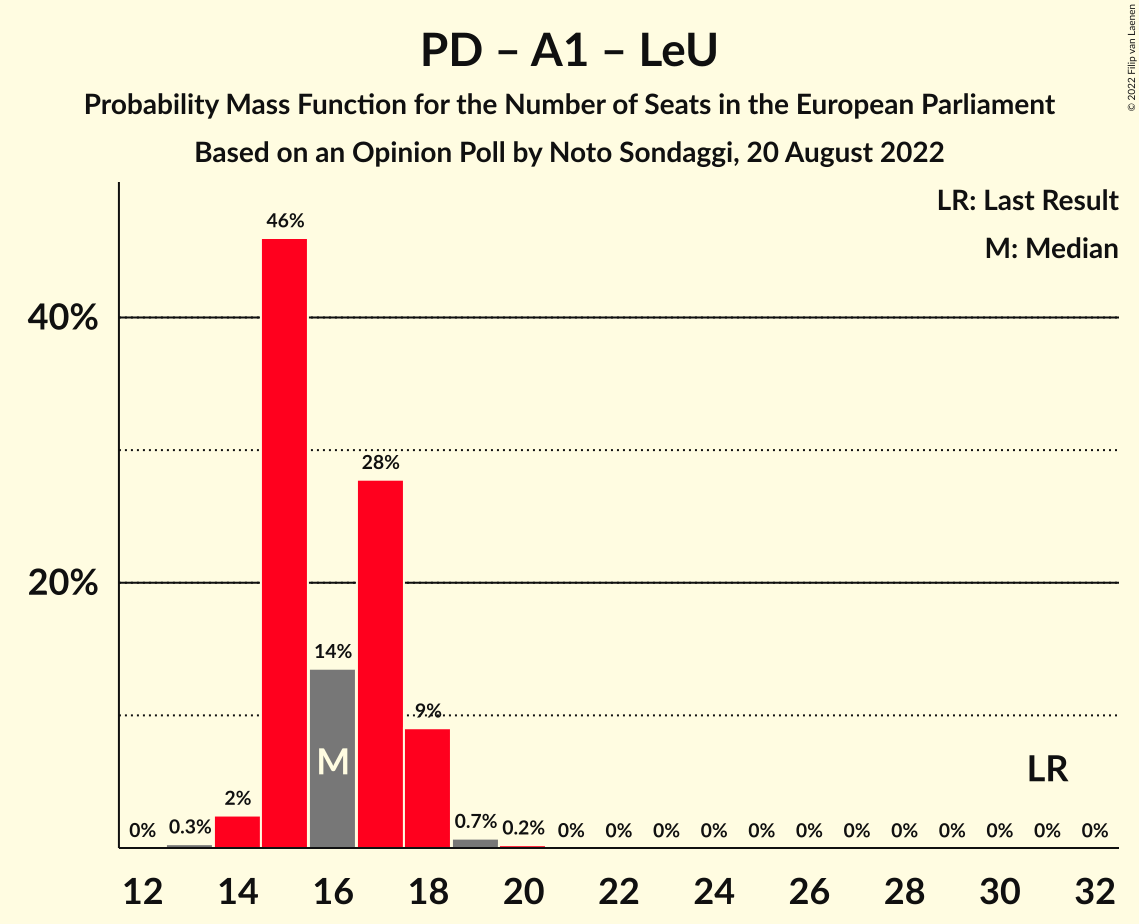 PD – A1 – LeU
Probability Mass Function for the Number of Seats in the European Parliament
Based on an Opinion Poll by Noto Sondaggi, 20 August 2022
© 2022 Filip van Laenen
LR: Last Result
M: Median
40%
20%
0% 0.3% 2% 46% 14% 28% 9% 0.7% 0.2% 0% 0% 0% 0% 0% 0% 0% 0% 0% 0% 0% 0%
M
LR
12 14 16 18 20 22 24 26 28 30 32